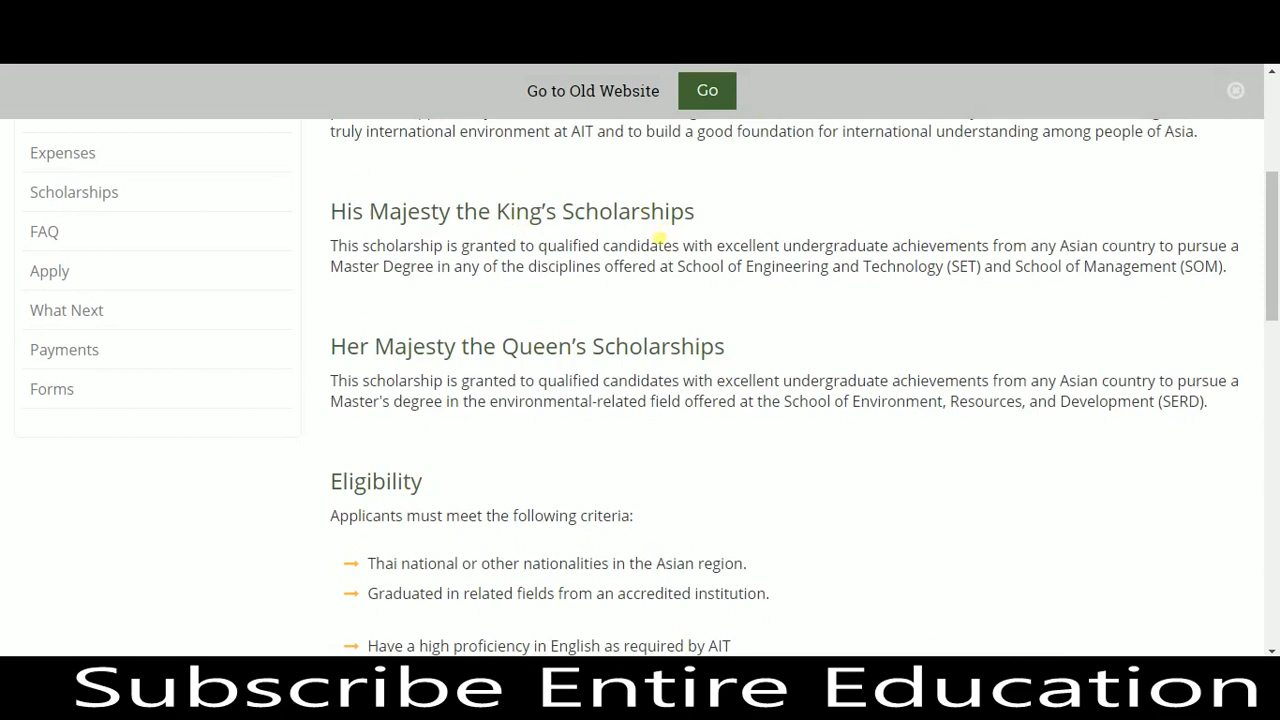 Go to Old Website
Go
truly international environment at AIT and to build a good foundation for international understanding among people of Asia.
Expenses
Scholarships
FAQ
Apply
What Next
Payments
Forms
His Majesty the King’s Scholarships
This scholarship is granted to qualified candidates with excellent undergraduate achievements from any Asian country to pursue a
Master Degree in any of the disciplines offered at School of Engineering and Technology (SET) and School of Management (SOM).
Her Majesty the Queen’s Scholarships
This scholarship is granted to qualified candidates with excellent undergraduate achievements from any Asian country to pursue a
Master's degree in the environmental-related field offered at the School of Environment, Resources, and Development (SERD).
Eligibility
Applicants must meet the following criteria:
Thai national or other nationalities in the Asian region.
Graduated in related fields from an accredited institution.
Have a high proficiency in English as required by AIT
Subscribe Entire Education